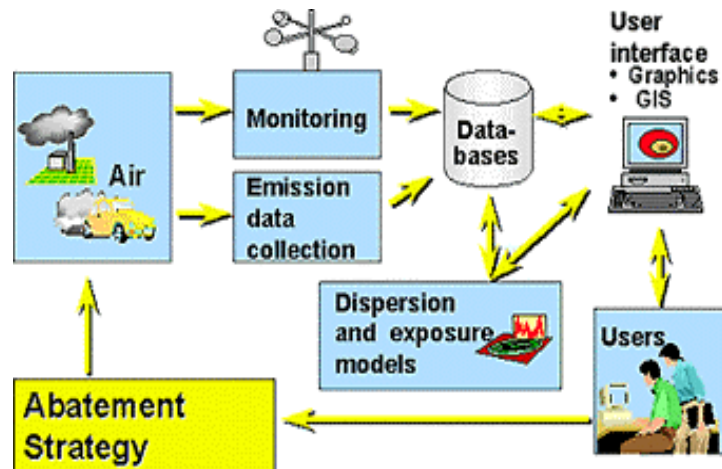 User
interface
• Graphics
• GIS
Monitoring
Data-
bases
Air
Emission
data
collection
Dispersion
and exposure
models
Users
Abatement
Strategy